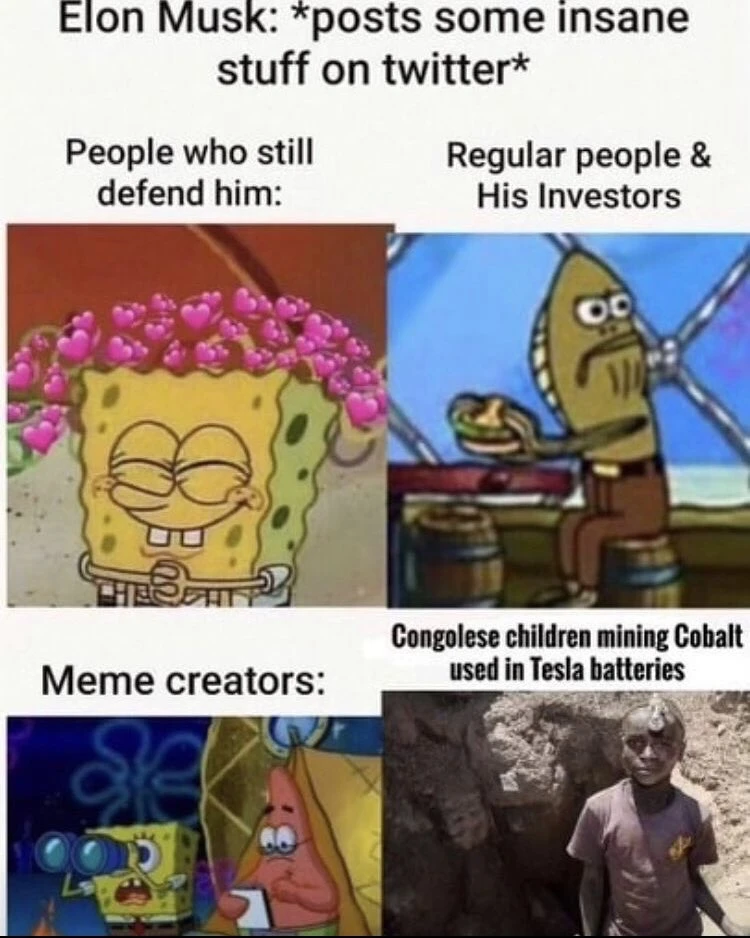 Elon Musk: *posts some insane
stuff on twitter*
People who still
defend him:
Regular people &
His Investors
Meme creators:
Congolese children mining Cobalt
used in Tesla batteries